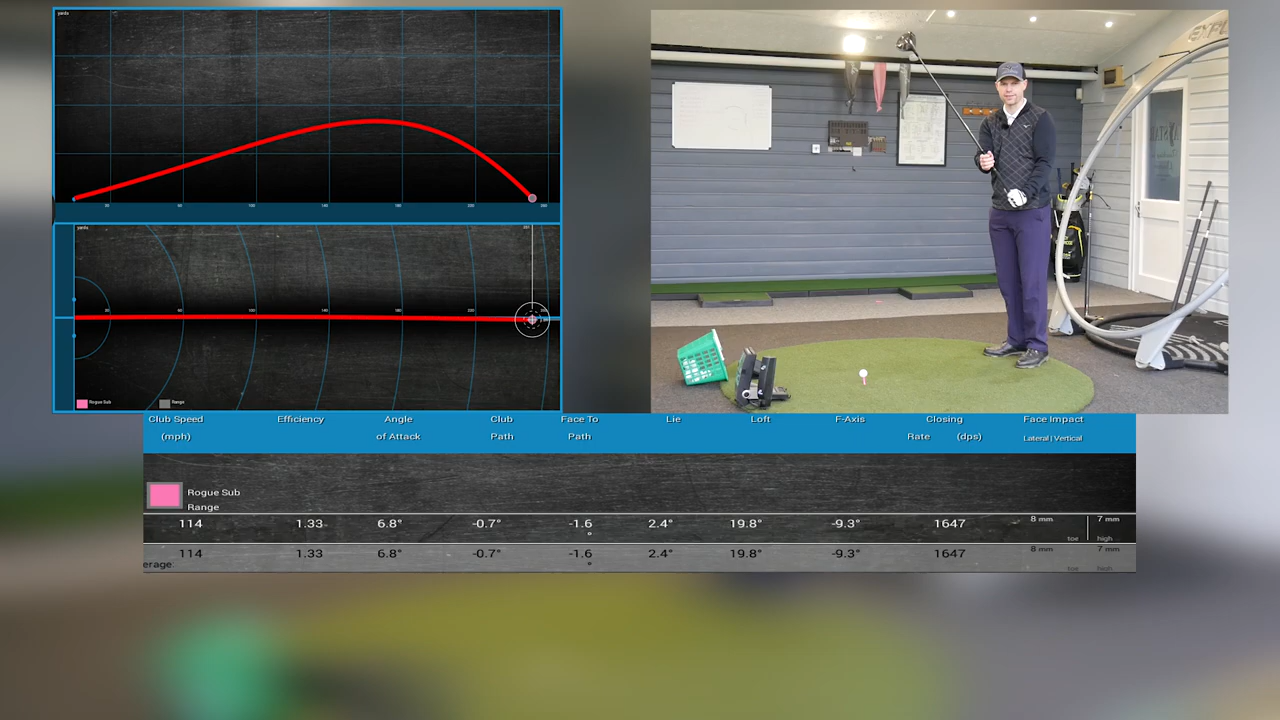 yards
yards
Rogue Sub
Range
Club Speed Efficiency Angle Club Face To Lie Loft F-Axis Closing Face Impact
(mph) of Attack Path Path Rate (dps) Lateral | Vertical
Rogue Sub
Range
114 1.33 6.8° -0.7° -1.6 ° 2.4° 19.8° -9.3° 1647 8 mm toe 7 mm high
114 1.33 6.8° -0.7° -1.6 ° 2.4° 19.8° -9.3° 1647 8 mm toe 7 mm high
erage: